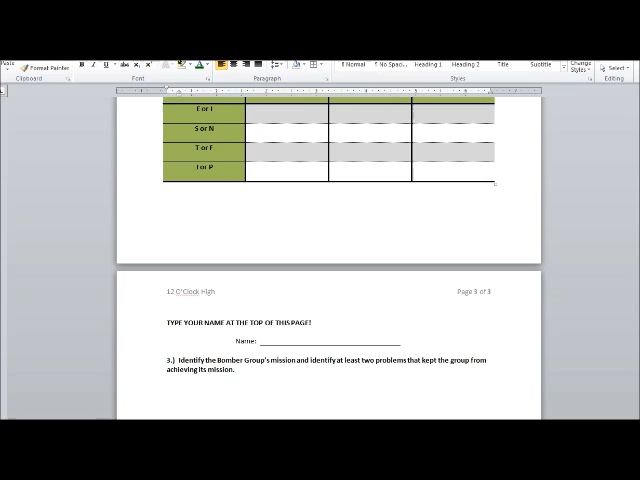 Paste
Format Painter
B I U abc X₂ X² A
Normal No Spaci... Heading 1 Heading 2 Title Subtitle Change Styles Select
Clipboard Font Paragraph Styles Editing
E or I
S or N
T or F
J or P
12 O'Clock High Page 3 of 3
TYPE YOUR NAME AT THE TOP OF THIS PAGE!
Name:
3.) Identify the Bomber Group's mission and identify at least two problems that kept the group from
achieving its mission.